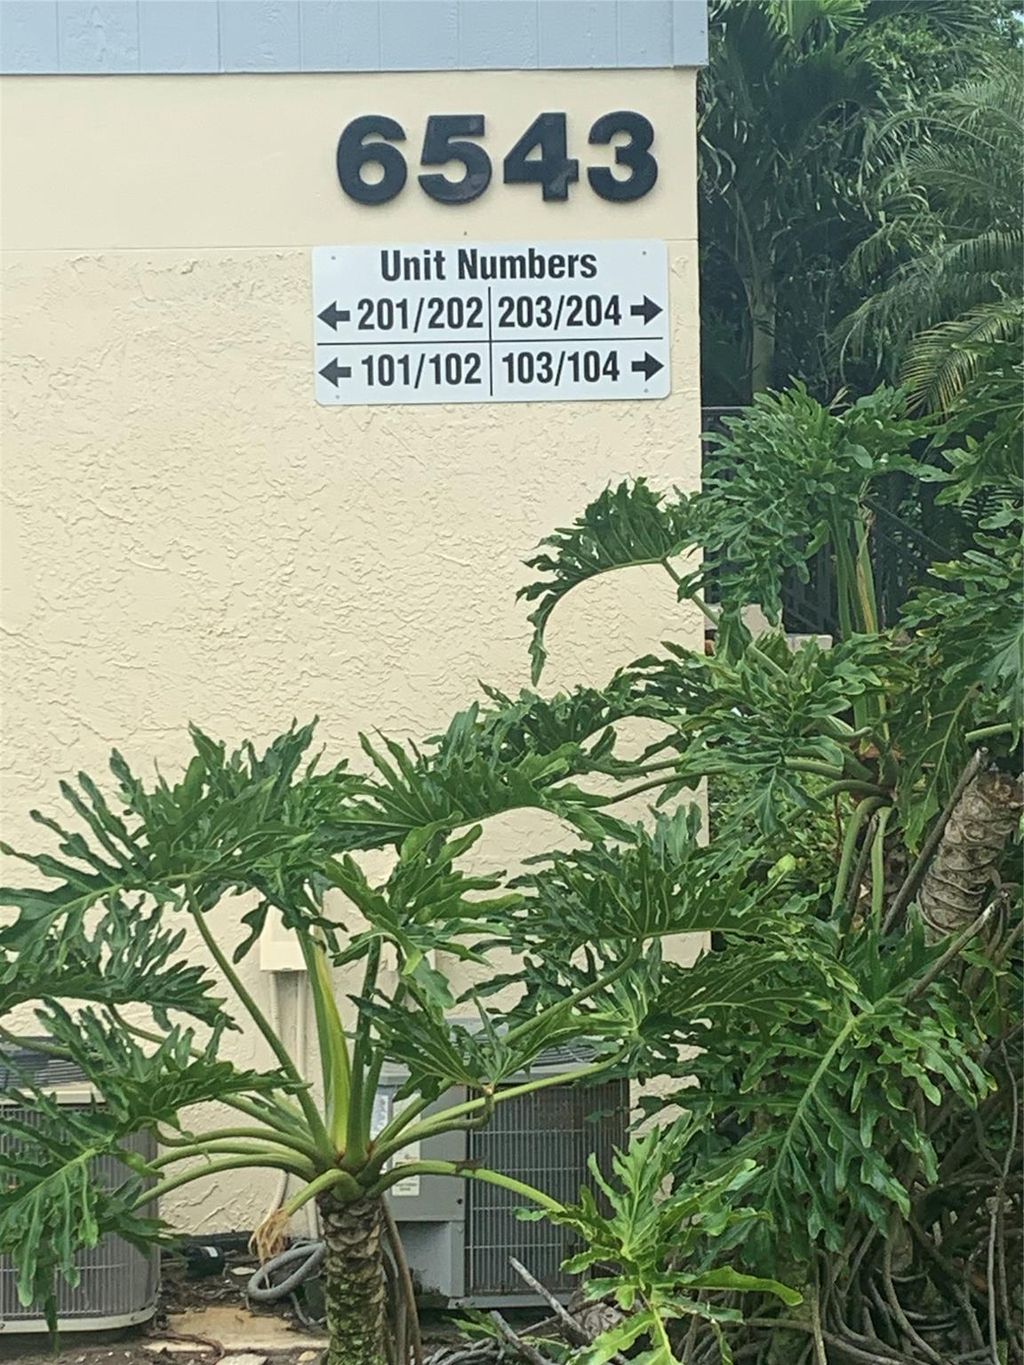 6543
Unit Numbers
← 201/202 203/204 →
← 101/102 103/104 →